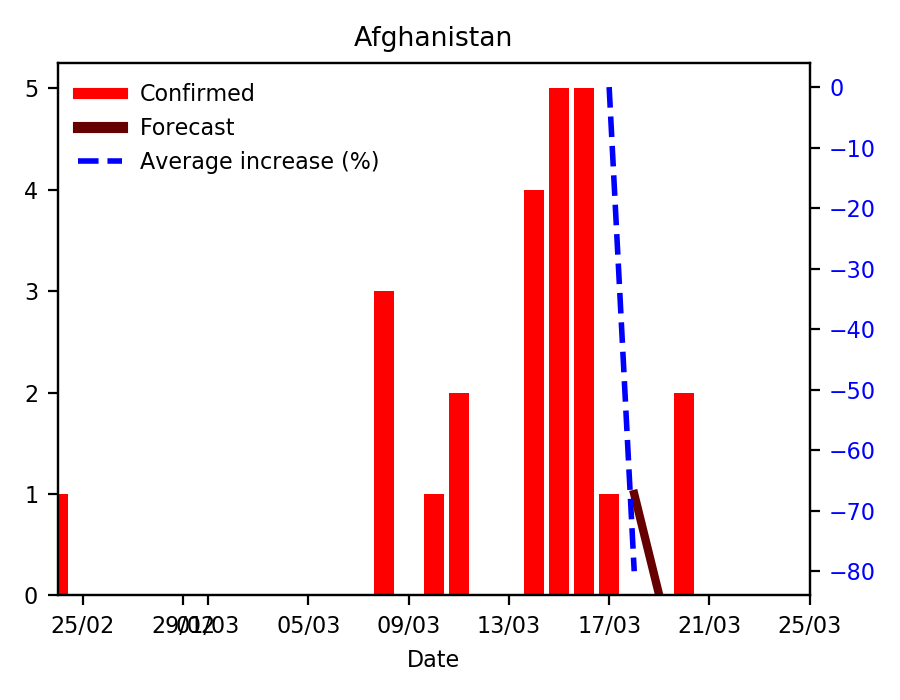 Afghanistan
Confirmed
Forecast
Average increase (%)
5
4
3
2
1
0
0
−10
−20
−30
−40
−50
−60
−70
−80
25/02 29/02 01/03 05/03 09/03 13/03 17/03 21/03 25/03
Date